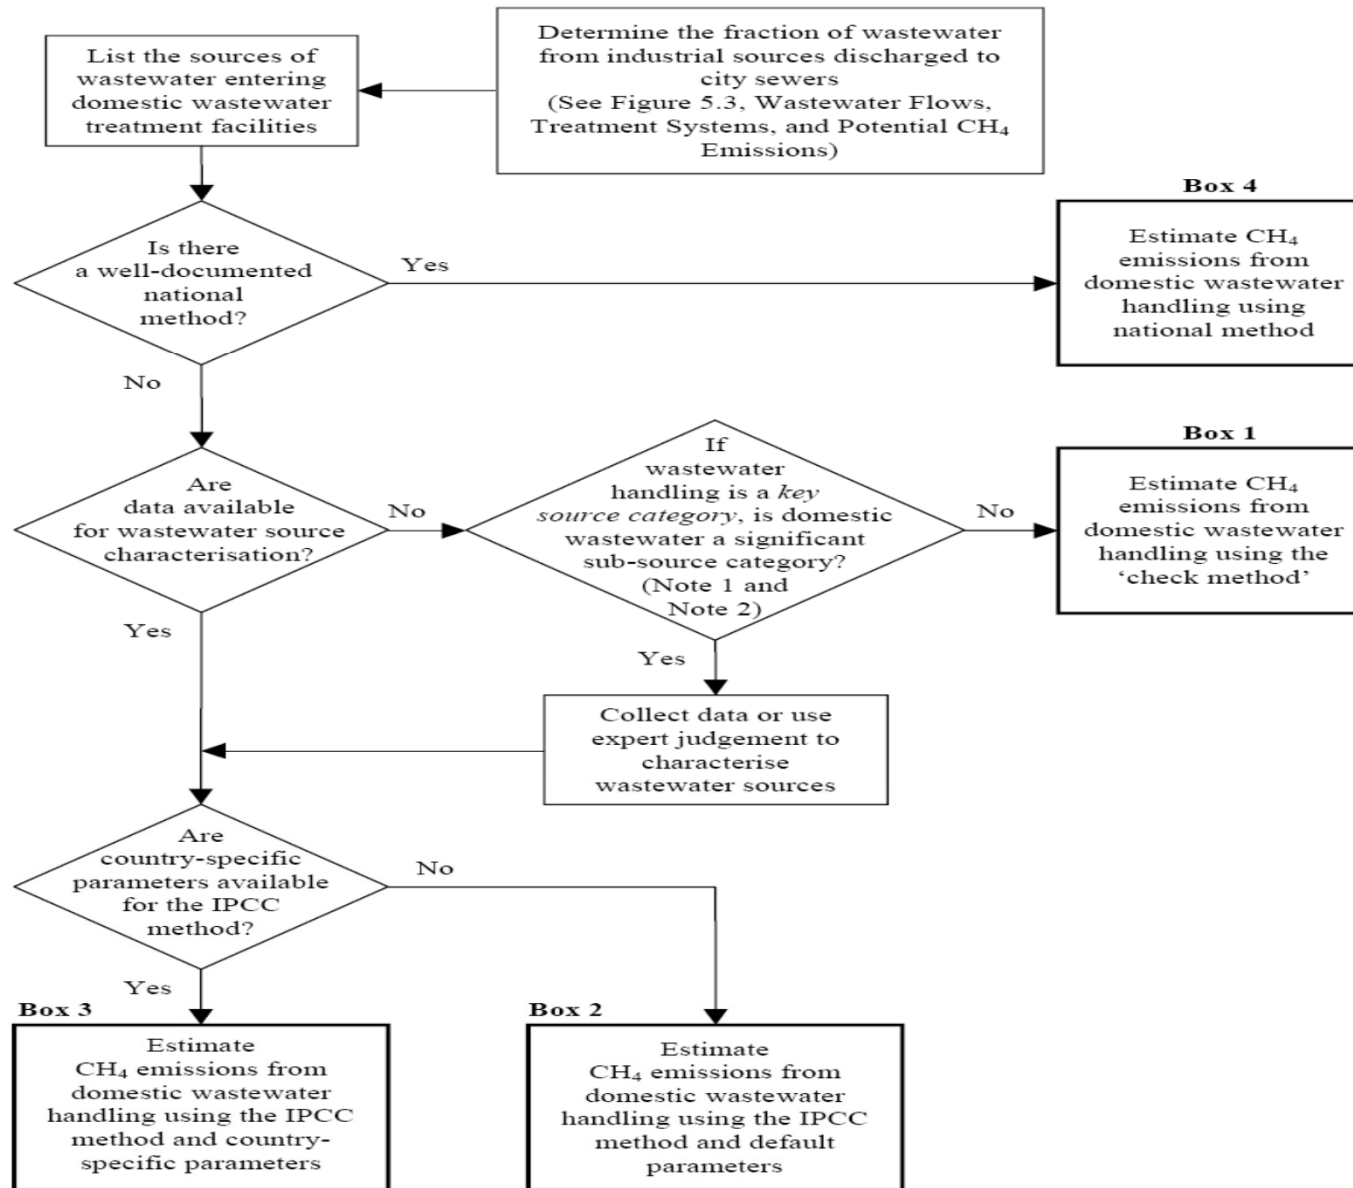 List the sources of
wastewater entering
domestic wastewater
treatment facilities
Determine the fraction of wastewater
from industrial sources discharged to
city sewers
(See Figure 5.3, Wastewater Flows,
Treatment Systems, and Potential CH₄
Emissions)
Is there
a well-documented
national
method?
Yes
Box 4
Estimate CH₄
emissions from
domestic wastewater
handling using
national method
No
Are
data available
for wastewater source
characterisation?
No
If
wastewater
handling is a key
source category, is domestic
wastewater a significant
sub-source category?
(Note 1 and
Note 2)
No
Box 1
Estimate CH₄
emissions from
domestic wastewater
handling using the
‘check method’
Yes
Yes
Collect data or use
expert judgement to
characterise
wastewater sources
Are
country-specific
parameters available
for the IPCC
method?
No
Yes
Box 3
Estimate
CH₄ emissions from
domestic wastewater
handling using the IPCC
method and country-
specific parameters
Box 2
Estimate
CH₄ emissions from
domestic wastewater
handling using the IPCC
method and default
parameters